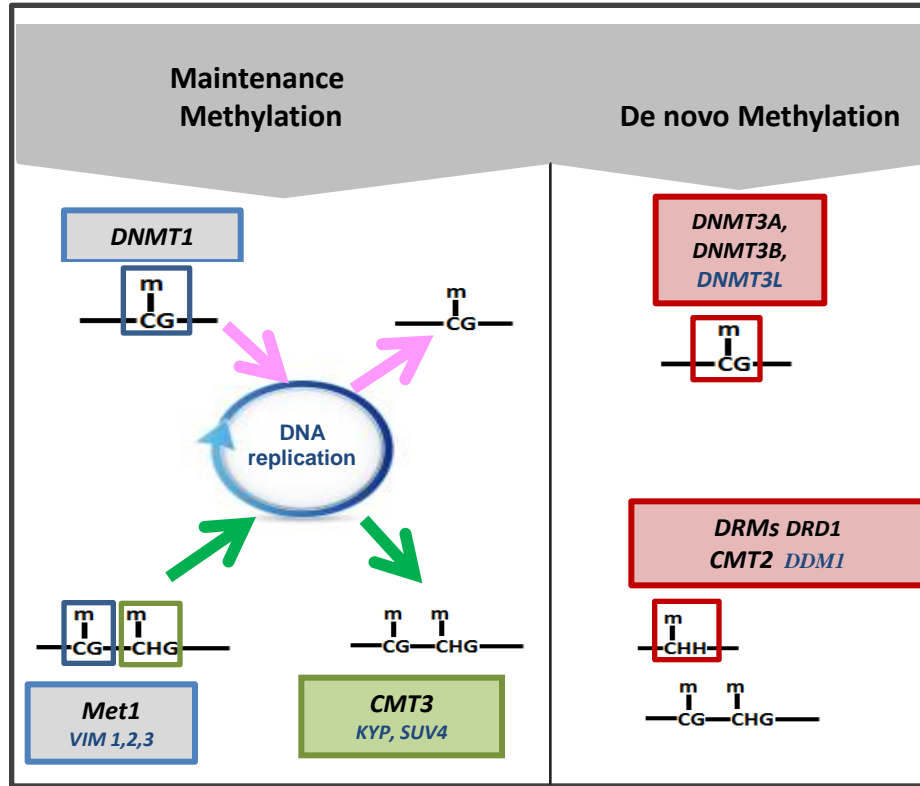 Maintenance
Methylation
De novo Methylation
DNMT1
m
CG
m
CG
DNA
replication
m m
CG CHG
m m
CG CHG
Met1
VIM 1,2,3
CMT3
KYP, SUV4
DNMT3A,
DNMT3B,
DNMT3L
m
CG
DRMs DRD1
CMT2 DDM1
m
CHH
m m
CG CHG